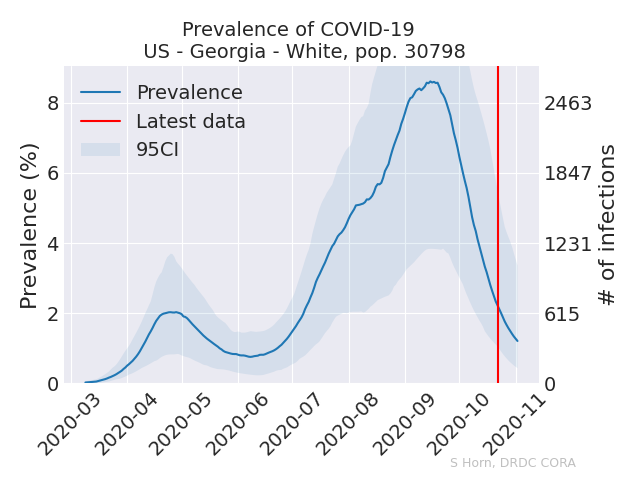 Prevalence of COVID-19
US - Georgia - White, pop. 30798
Prevalence
Latest data
95CI
Prevalence (%)
8
6
4
2
0
2463
1847
1231
615
0
# of infections
2020-03
2020-04
2020-05
2020-06
2020-07
2020-08
2020-09
2020-10
2020-11
S Horn, DRDC CORA